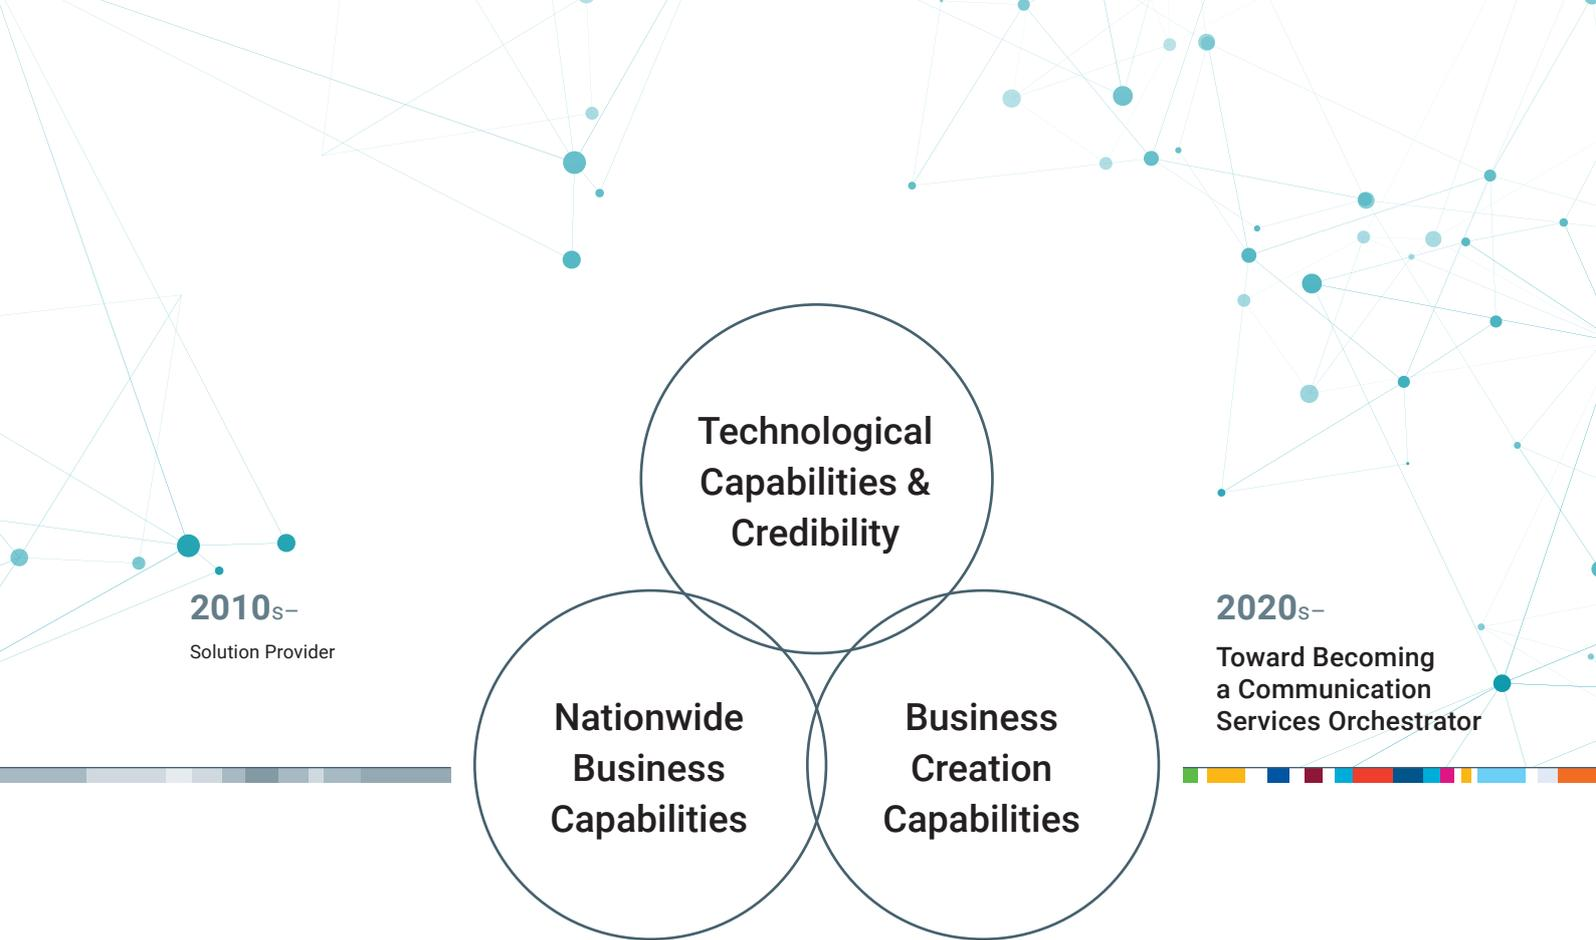 Technological
Capabilities &
Credibility
2010s–
Solution Provider
Nationwide
Business
Capabilities
Business
Creation
Capabilities
2020s–
Toward Becoming
a Communication
Services Orchestrator